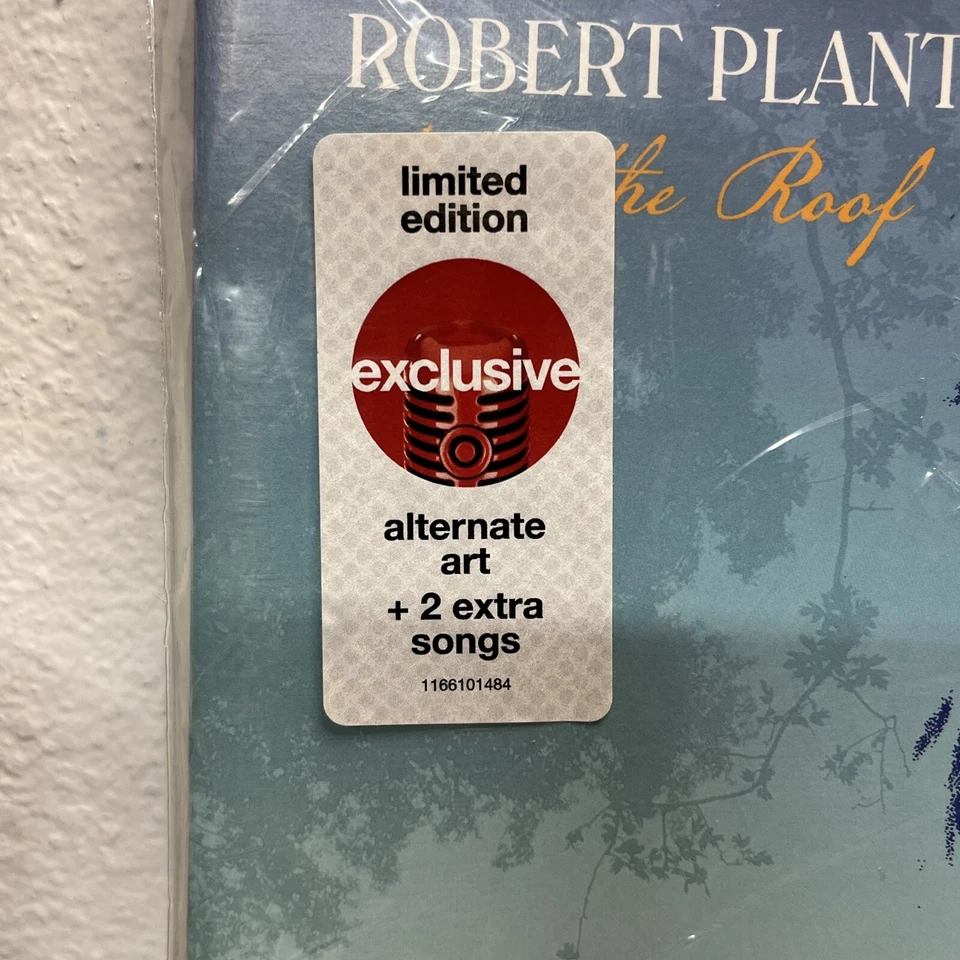 ROBERT PLANT
the Roof
limited
edition
exclusive
alternate
art
+ 2 extra
songs
1166101484